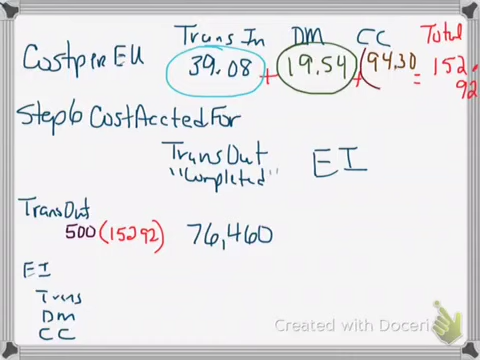 Trans In DM CC Total
Cost per EU 39.08 + 19.54 + (94.30 = 152.92
Step 6 Cost Accted For
Trans Out EI
"Completed"
Trans Out
500 (152 92) 76,460
EI
Trans
DM
CC
Created with Doceri